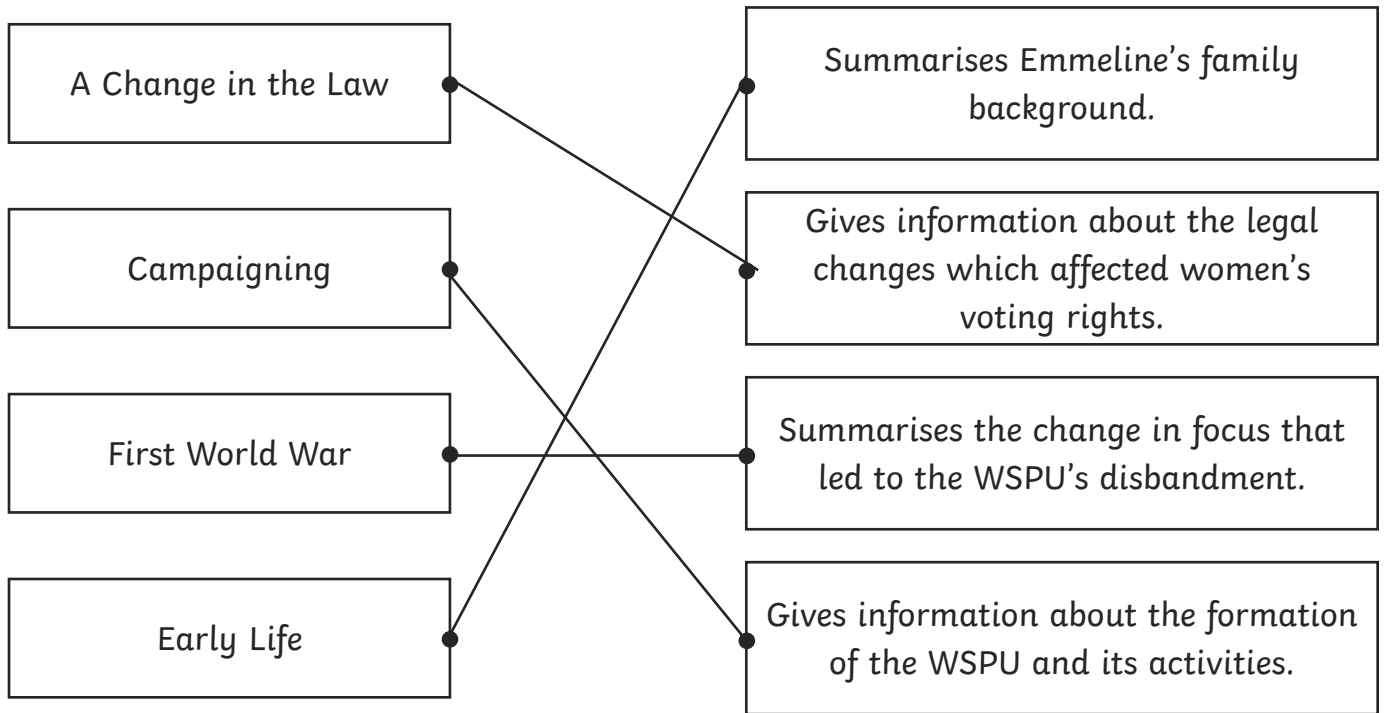 A Change in the Law
Campaigning
First World War
Early Life
Summarises Emmeline's family
background.
Gives information about the legal
changes which affected women's
voting rights.
Summarises the change in focus that
led to the WSPU's disbandment.
Gives information about the formation
of the WSPU and its activities.